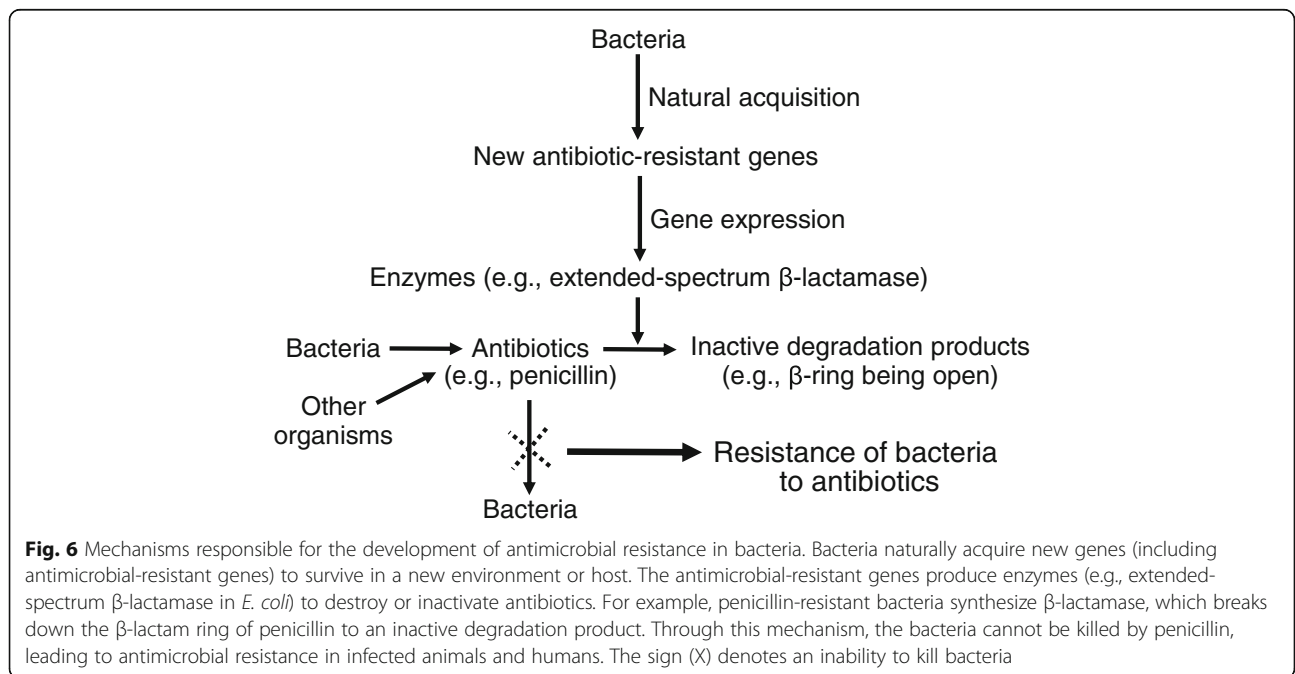 Bacteria
Natural acquisition
New antibiotic-resistant genes
Gene expression
Enzymes (e.g., extended-spectrum β-lactamase)
Bacteria
Antibiotics
(e.g., penicillin)
Inactive degradation products
(e.g., β-ring being open)
Other
organisms
Resistance of bacteria
to antibiotics
Bacteria
Fig. 6 Mechanisms responsible for the development of antimicrobial resistance in bacteria. Bacteria naturally acquire new genes (including
antimicrobial-resistant genes) to survive in a new environment or host. The antimicrobial-resistant genes produce enzymes (e.g., extended-
spectrum β-lactamase in E. coli) to destroy or inactivate antibiotics. For example, penicillin-resistant bacteria synthesize β-lactamase, which breaks
down the β-lactam ring of penicillin to an inactive degradation product. Through this mechanism, the bacteria cannot be killed by penicillin,
leading to antimicrobial resistance in infected animals and humans. The sign (X) denotes an inability to kill bacteria